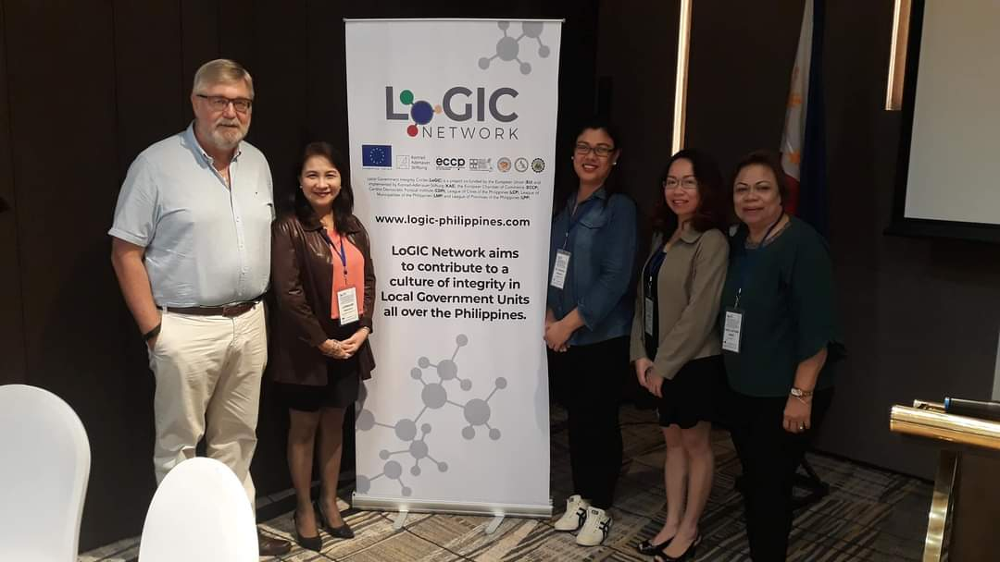 LoGIC
NETWORK
Konrad
Adenauer
Stiftung
eccp
Local Government Integrity Circles (LoGIC) is a project co-funded by the European Union (EU) and
implemented by Konrad-Adenauer-Stiftung (KAS), the European Chamber of Commerce (ECCP),
Centrist Democratic Political Institute (CDPI), League of Cities of the Philippines (LCP), League of
Municipalities of the Philippines (LMP) and League of Provinces of the Philippines (LPP).
www.logic-philippines.com
LoGIC Network aims
to contribute to a
culture of integrity in
Local Government Units
all over the Philippines.